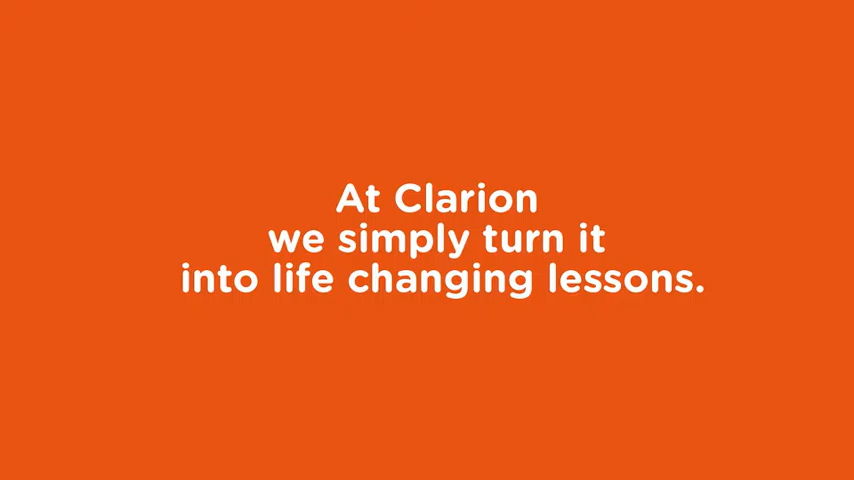 At Clarion
we simply turn it
into life changing lessons.